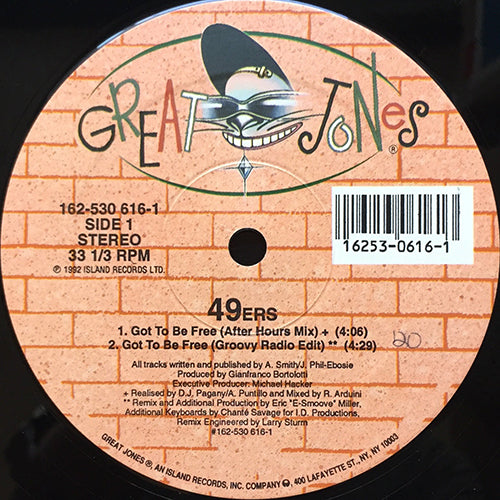 GREAT JONES ®
162-530 616-1
SIDE 1
STEREO
33 1/3 RPM
℗ 1992 ISLAND RECORDS LTD.
16253-0616-1
49ERS
1. Got To Be Free (After Hours Mix) + (4:06)
2. Got To Be Free (Groovy Radio Edit) ** (4:29)
20
All tracks written and published by A. Smith/J. Phil-Ebosie
Produced by Gianfranco Bortolotti
Executive Producer: Michael Hacker
+ Realised by D.J, Pagany/A. Puntillo and Mixed by R. Arduini
** Remix and Additional Production by Eric "E-Smoove" Miller,
Additional Keyboards by Chanté Savage for I.D. Productions,
Remix Engineered by Larry Sturm
#162-530 616-1
GREAT JONES ®, AN ISLAND RECORDS, INC. COMPANY, 400 LAFAYETTE ST., NY, NY 10003